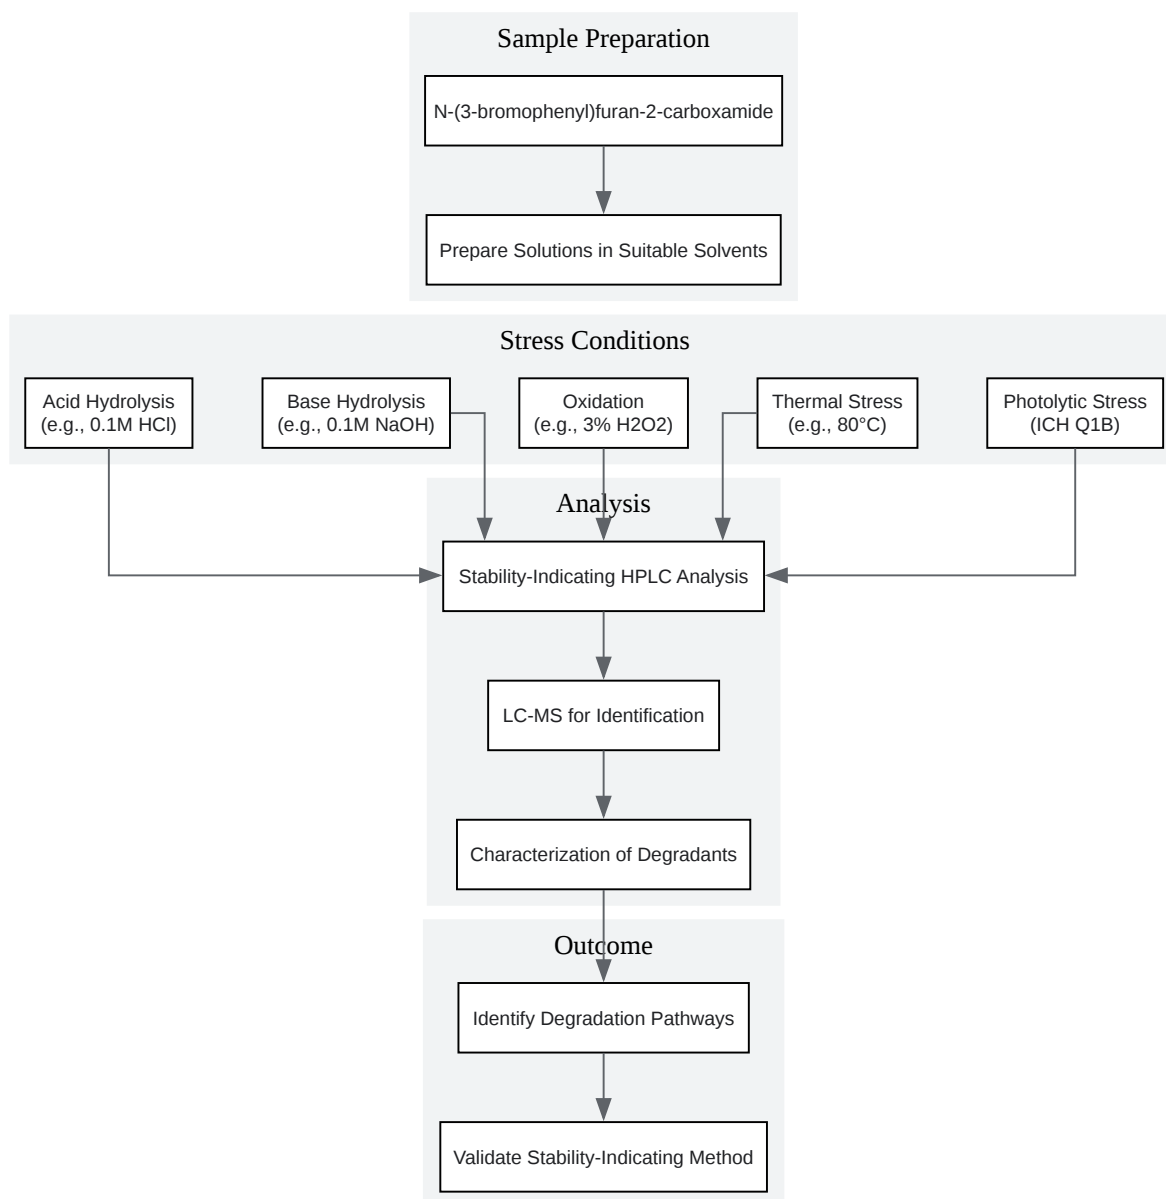 Sample Preparation
N-(3-bromophenyl)furan-2-carboxamide
Prepare Solutions in Suitable Solvents
Stress Conditions
Acid Hydrolysis
(e.g., 0.1M HCl)
Base Hydrolysis
(e.g., 0.1M NaOH)
Oxidation
(e.g., 3% H2O2)
Thermal Stress
(e.g., 80°C)
Photolytic Stress
(ICH Q1B)
Analysis
Stability-Indicating HPLC Analysis
LC-MS for Identification
Characterization of Degradants
Outcome
Identify Degradation Pathways
Validate Stability-Indicating Method